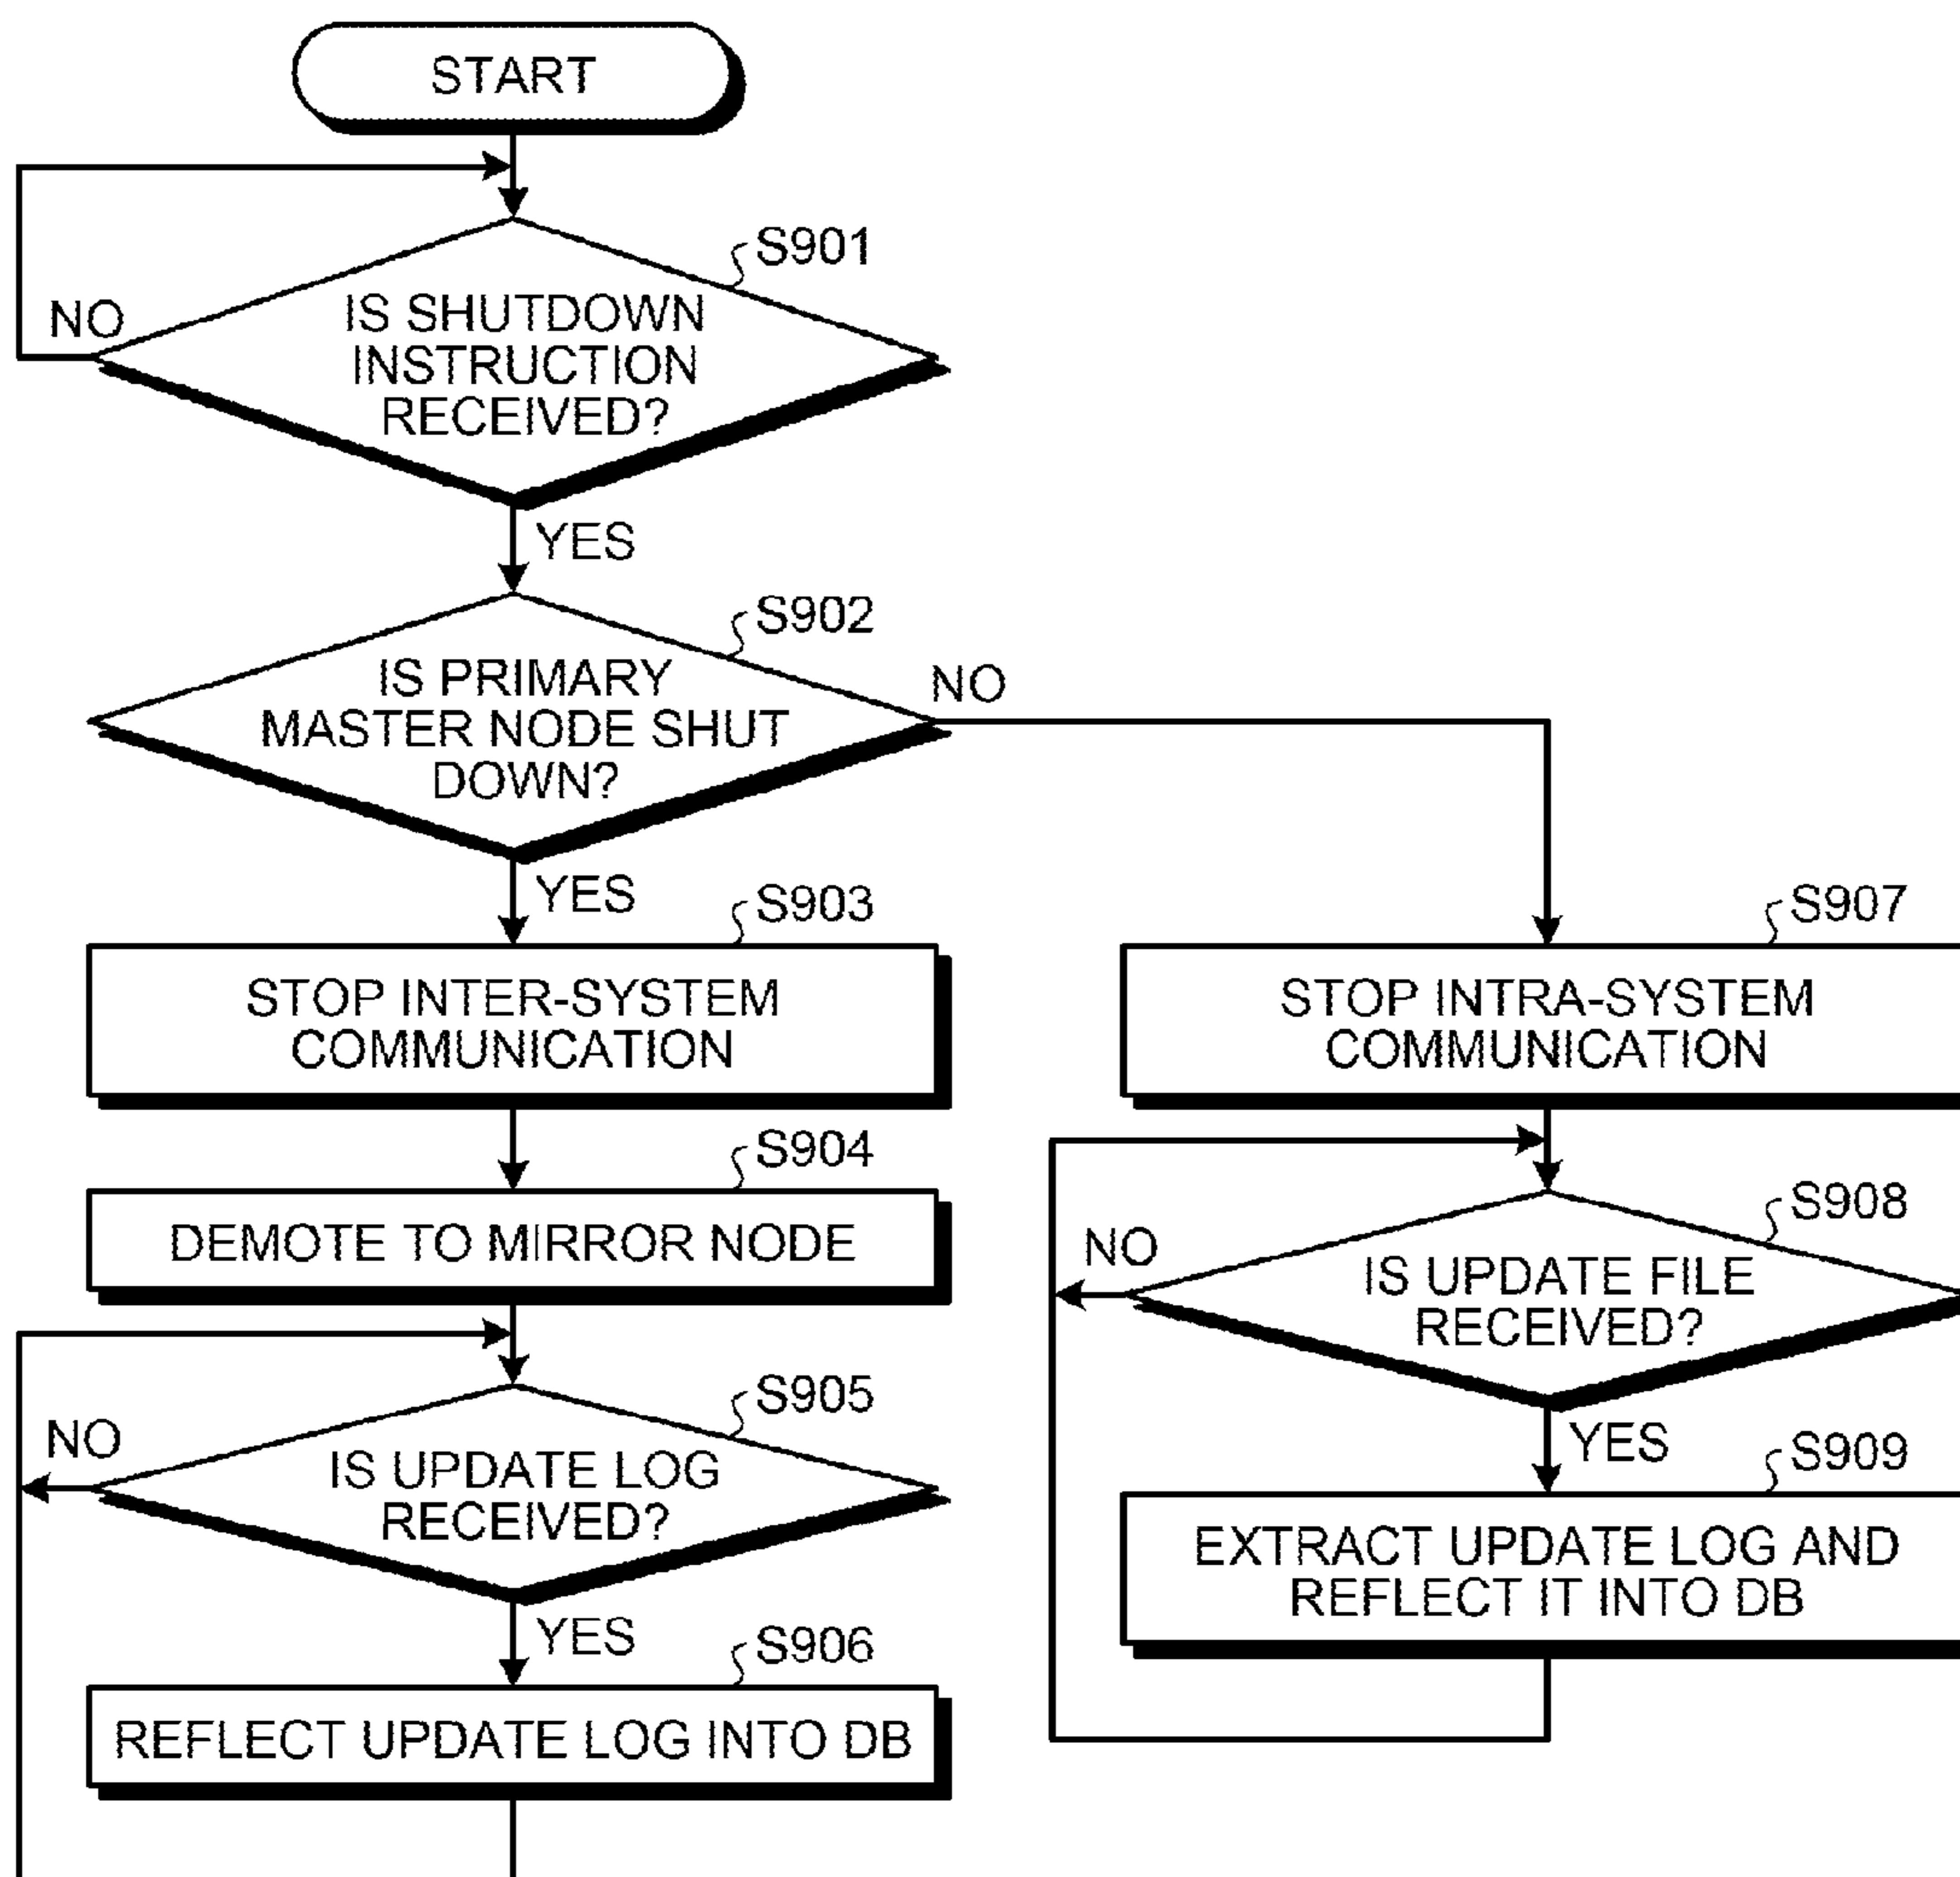 START
S901
NO
IS SHUTDOWN
INSTRUCTION
RECEIVED?
YES
S902
IS PRIMARY
MASTER NODE SHUT
DOWN?
NO
YES
S903
STOP INTER-SYSTEM
COMMUNICATION
S904
DEMOTE TO MIRROR NODE
S905
NO
IS UPDATE LOG
RECEIVED?
YES
S906
REFLECT UPDATE LOG INTO DB
S907
STOP INTRA-SYSTEM
COMMUNICATION
S908
NO
IS UPDATE FILE
RECEIVED?
YES
S909
EXTRACT UPDATE LOG AND
REFLECT IT INTO DB